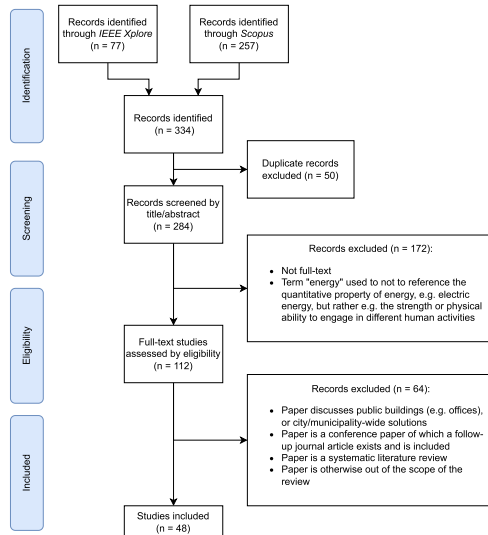 Records identified
through IEEE Xplore
(n = 77)
Records identified
through Scopus
(n = 257)
Identification
Records identified
(n = 334)
Duplicate records
excluded (n = 50)
Screening
Records screened by
title/abstract
(n = 284)
Records excluded (n = 172):
• Not full-text
• Term "energy" used to not to reference the
quantitative property of energy, e.g. electric
energy, but rather e.g. the strength or physical
ability to engage in different human activities
Eligibility
Full-text studies
assessed by eligibility
(n = 112)
Records excluded (n = 64):
• Paper discusses public buildings (e.g. offices),
or city/municipality-wide solutions
• Paper is a conference paper of which a follow-
up journal article exists and is included
• Paper is a systematic literature review
• Paper is otherwise out of the scope of the
review
Included
Studies included
(n = 48)